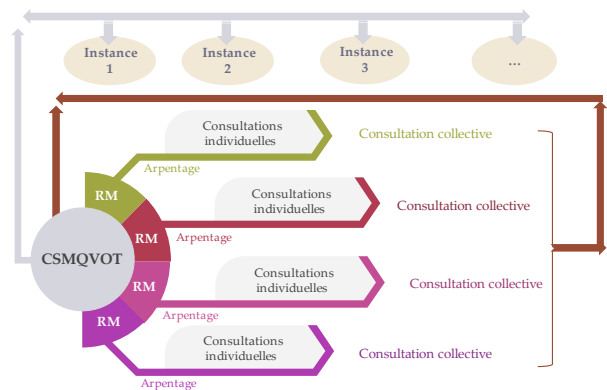 Instance
1
Instance
2
Instance
3
...
Consultations
individuelles
Consultation collective
Arpentage
RM
Consultations
individuelles
Consultation collective
Arpentage
RM
CSMQVOT
Consultations
individuelles
Consultation collective
Arpentage
RM
Consultations
individuelles
Consultation collective
Arpentage
RM